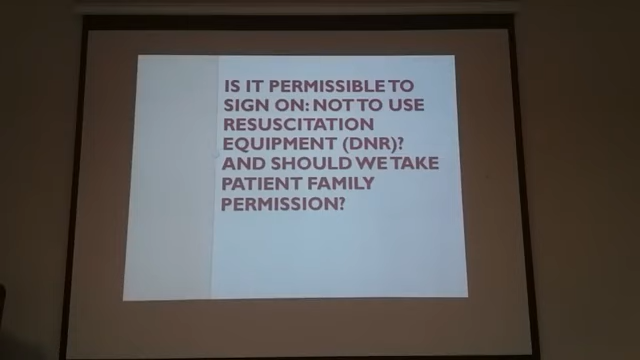 IS IT PERMISSIBLE TO
SIGN ON: NOT TO USE
RESUSCITATION
EQUIPMENT (DNR)?
AND SHOULD WE TAKE
PATIENT FAMILY
PERMISSION?